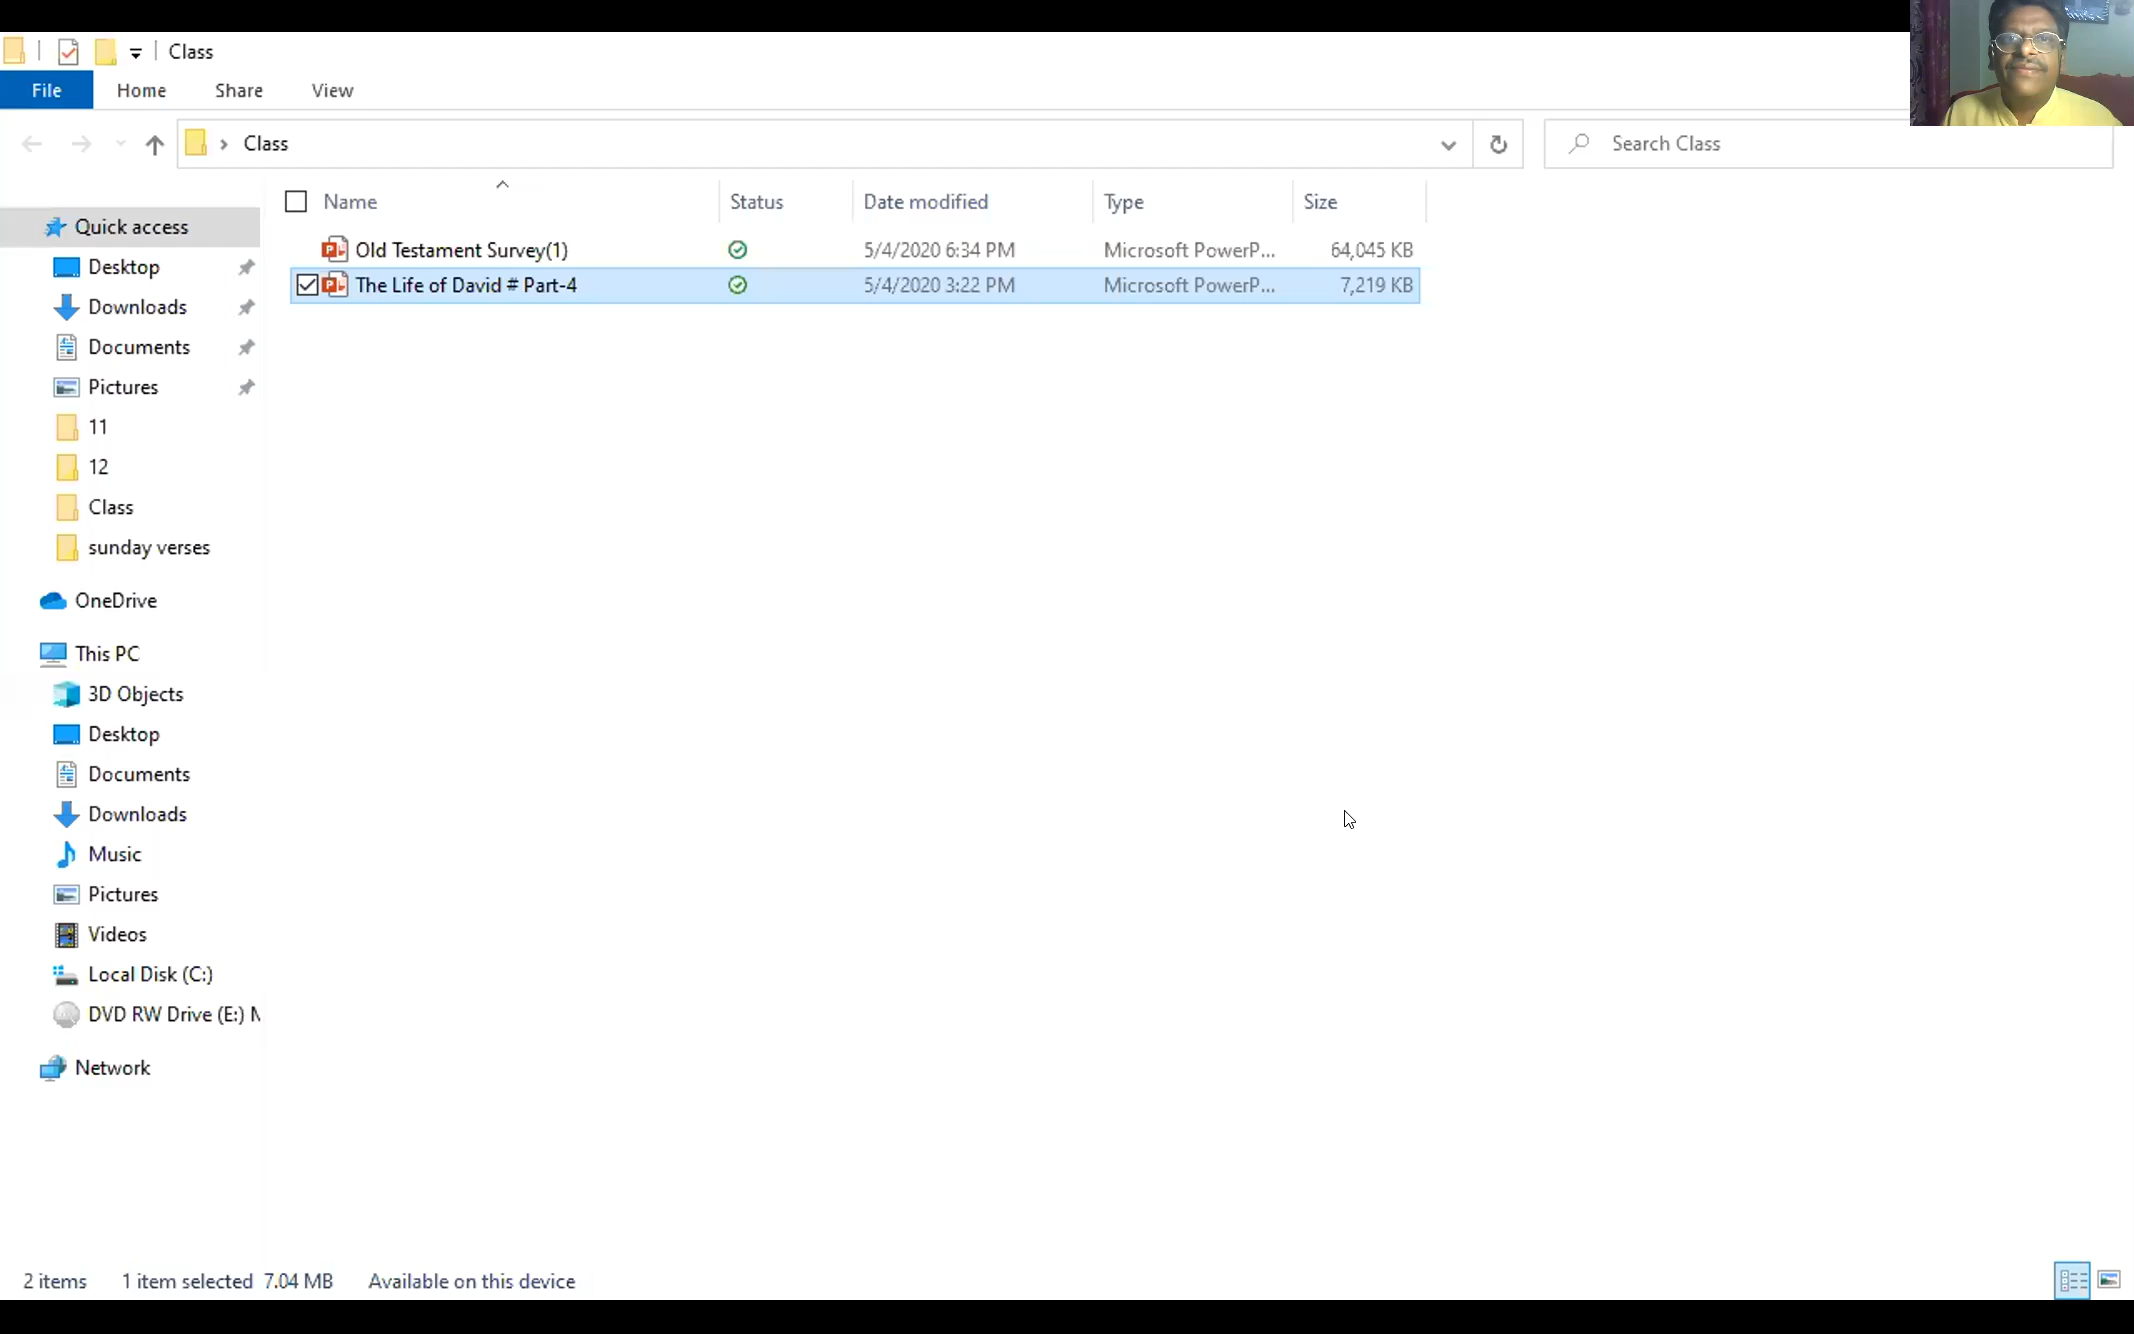 Class
File Home Share View
Class
Search Class
Name Status Date modified Type Size
Old Testament Survey(1) 5/4/2020 6:34 PM Microsoft PowerP... 64,045 KB
The Life of David # Part-4 5/4/2020 3:22 PM Microsoft PowerP... 7,219 KB
Quick access
Desktop
Downloads
Documents
Pictures
11
12
Class
sunday verses
OneDrive
This PC
3D Objects
Desktop
Documents
Downloads
Music
Pictures
Videos
Local Disk (C:)
DVD RW Drive (E:) M
Network
2 items 1 item selected 7.04 MB Available on this device